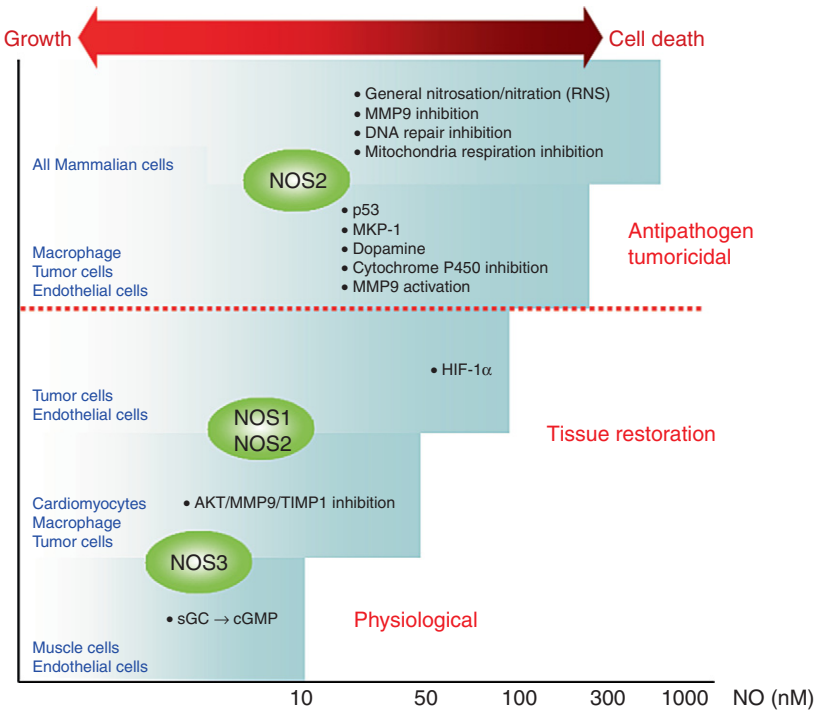 Growth
Cell death
• General nitrosation/nitration (RNS)
• MMP9 inhibition
• DNA repair inhibition
• Mitochondria respiration inhibition
All Mammalian cells
NOS2
• p53
• MKP-1
• Dopamine
• Cytochrome P450 inhibition
• MMP9 activation
Macrophage
Tumor cells
Endothelial cells
Antipathogen
tumoricidal
• HIF-1α
Tumor cells
Endothelial cells
NOS1
NOS2
Tissue restoration
Cardiomyocytes
Macrophage
Tumor cells
• AKT/MMP9/TIMP1 inhibition
NOS3
• sGC → cGMP
Physiological
Muscle cells
Endothelial cells
10 50 100 300 1000 NO (nM)